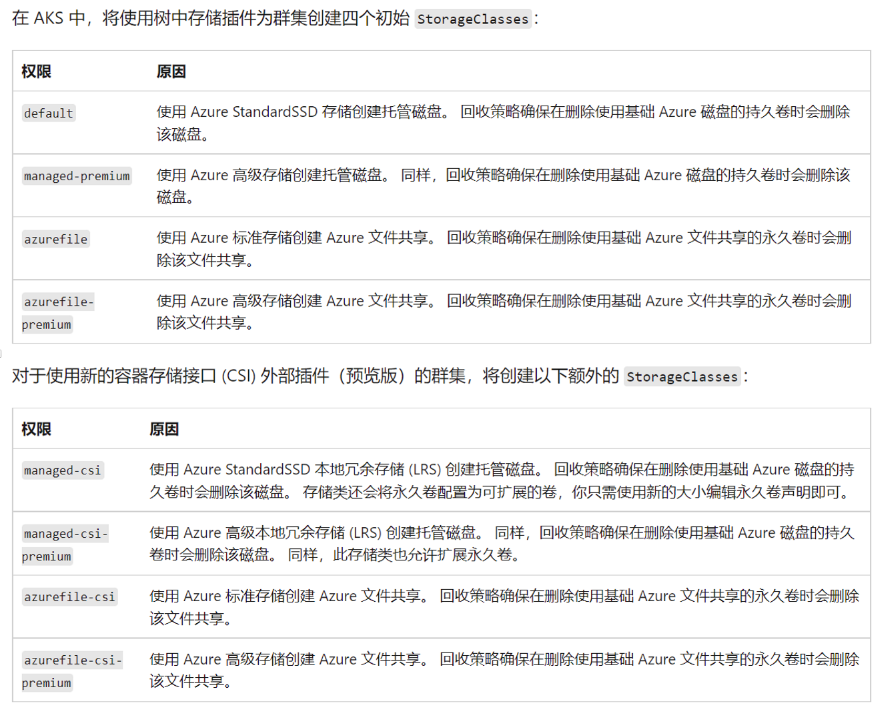 在 AKS 中，将使用树中存储插件为群集创建四个初始 StorageClasses：
权限 原因
default 使用 Azure StandardSSD 存储创建托管磁盘。 回收策略确保在删除使用基础 Azure 磁盘的持久卷时会删除
该磁盘。
managed-premium 使用 Azure 高级存储创建托管磁盘。 同样，回收策略确保在删除使用基础 Azure 磁盘的持久卷时会删除该
磁盘。
azurefile 使用 Azure 标准存储创建 Azure 文件共享。 回收策略确保在删除使用基础 Azure 文件共享的永久卷时会删
除该文件共享。
azurefile- 使用 Azure 高级存储创建 Azure 文件共享。 回收策略确保在删除使用基础 Azure 文件共享的永久卷时会删
premium 除该文件共享。
对于使用新的容器存储接口 (CSI) 外部插件（预览版）的群集，将创建以下额外的 StorageClasses：
权限 原因
managed-csi 使用 Azure StandardSSD 本地冗余存储 (LRS) 创建托管磁盘。 回收策略确保在删除使用基础 Azure 磁盘的持
久卷时会删除该磁盘。 存储类还会将永久卷配置为可扩展的卷，你只需使用新的大小编辑永久卷声明即可。
managed-csi- 使用 Azure 高级本地冗余存储 (LRS) 创建托管磁盘。 同样，回收策略确保在删除使用基础 Azure 磁盘的持久
premium 卷时会删除该磁盘。 同样，此存储类也允许扩展永久卷。
azurefile-csi 使用 Azure 标准存储创建 Azure 文件共享。 回收策略确保在删除使用基础 Azure 文件共享的永久卷时会删除
该文件共享。
azurefile-csi- 使用 Azure 高级存储创建 Azure 文件共享。 回收策略确保在删除使用基础 Azure 文件共享的永久卷时会删除
premium 该文件共享。